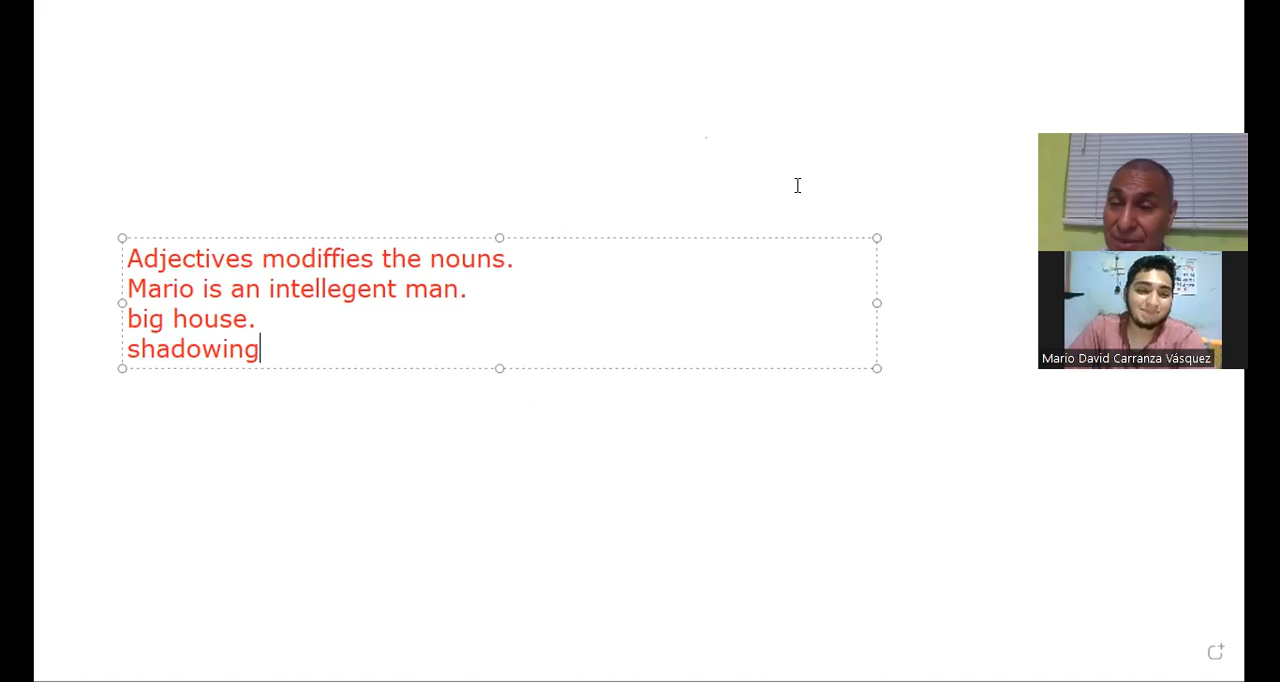 Adjectives modiffies the nouns.
Mario is an intellegent man.
big house.
shadowing
Mario David Carranza Vásquez